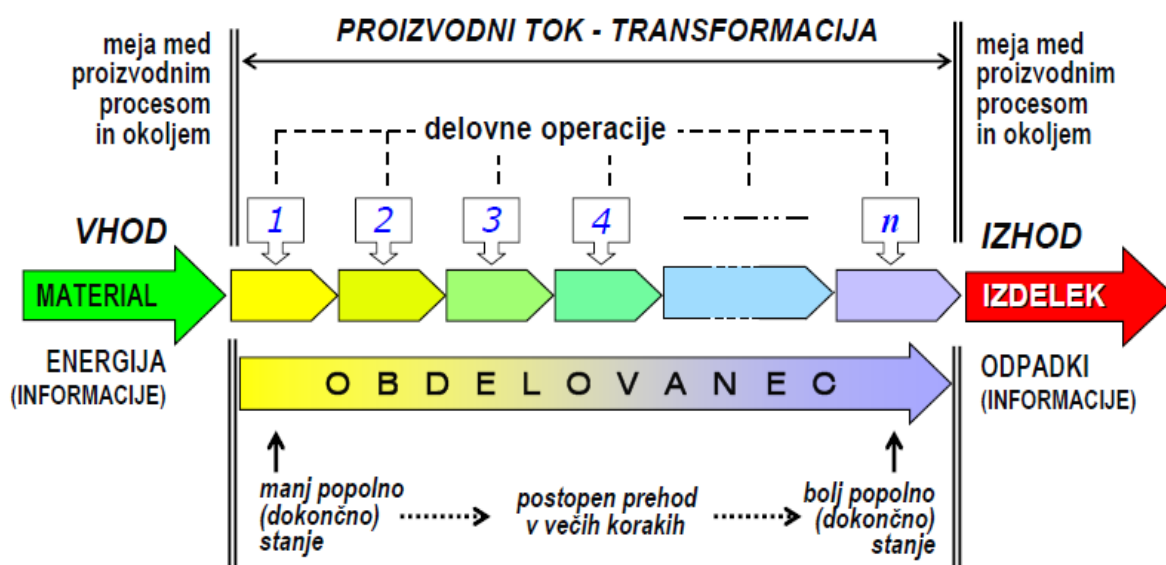 PROIZVODNI TOK - TRANSFORMACIJA
meja med
proizvodnim
procesom
in okoljem
meja med
proizvodnim
procesom
in okoljem
delovne operacije
1 2 3 4 n
VHOD
IZHOD
MATERIAL
IZDELEK
ENERGIJA
(INFORMACIJE)
OBDELOVANEC
ODPADKI
(INFORMACIJE)
manj popolno
(dokončno)
stanje
postopen prehod
v večih korakih
bolj popolno
(dokončno)
stanje